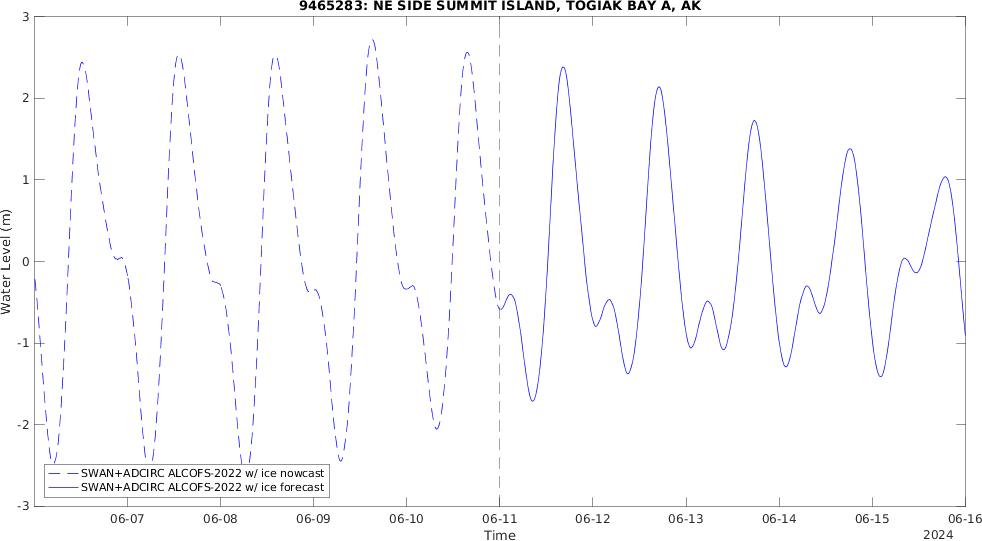 9465283: NE SIDE SUMMIT ISLAND, TOGIAK BAY A, AK
3
2
1
0
-1
-2
-3
Water Level (m)
SWAN+ADCIRC ALCOFS-2022 w/ ice nowcast
SWAN+ADCIRC ALCOFS-2022 w/ ice forecast
06-07 06-08 06-09 06-10 06-11 06-12 06-13 06-14 06-15 06-16
Time
2024